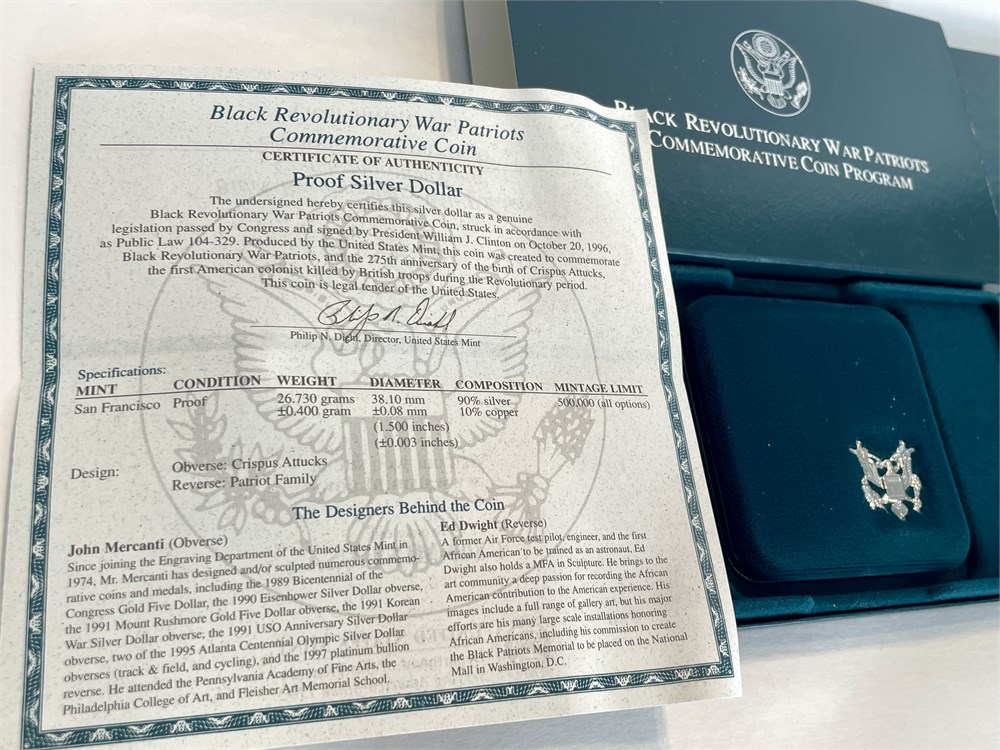 Black Revolutionary War Patriots
Commemorative Coin
CERTIFICATE OF AUTHENTICITY
Proof Silver Dollar
The undersigned hereby certifies this silver dollar as a genuine
Black Revolutionary War Patriots Commemorative Coin, struck in accordance with
legislation passed by Congress and signed by President William J. Clinton on October 20, 1996,
as Public Law 104-329. Produced by the United States Mint, this coin was created to commemorate
Black Revolutionary War Patriots, and the 275th anniversary of the birth of Crispus Attucks,
the first American colonist killed by British troops during the Revolutionary period.
This coin is legal tender of the United States.
Philip N. Diehl
Philip N. Diehl, Director, United States Mint
Specifications:
MINT CONDITION WEIGHT DIAMETER COMPOSITION MINTAGE LIMIT
San Francisco Proof 26.730 grams 38.10 mm 90% silver 500,000 (all options)
±0.400 gram ±0.08 mm 10% copper
(1.500 inches)
(±0.003 inches)
Design: Obverse: Crispus Attucks
Reverse: Patriot Family
The Designers Behind the Coin
John Mercanti (Obverse)
Since joining the Engraving Department of the United States Mint in
1974, Mr. Mercanti has designed and/or sculpted numerous commemo-
rative coins and medals, including the 1989 Bicentennial of the
Congress Gold Five Dollar, the 1990 Eisenhower Silver Dollar obverse,
the 1991 Mount Rushmore Gold Five Dollar obverse, the 1991 Korean
War Silver Dollar obverse, the 1991 USO Anniversary Silver Dollar
obverse, two of the 1995 Atlanta Centennial Olympic Silver Dollar
obverses (track & field, and cycling), and the 1997 platinum bullion
reverse. He attended the Pennsylvania Academy of Fine Arts, the
Philadelphia College of Art, and Fleisher Art Memorial School.
Ed Dwight (Reverse)
A former Air Force test pilot, engineer, and the first
African American to be trained as an astronaut, Ed
Dwight also holds a MFA in Sculpture. He brings to the
art community a deep passion for recording the African
American contribution to the American experience. His
images include a full range of gallery art, but his major
efforts are his many large scale installations honoring
African Americans, including his commission to create
the Black Patriots Memorial to be placed on the National
Mall in Washington, D.C.
Black Revolutionary War Patriots
Commemorative Coin Program